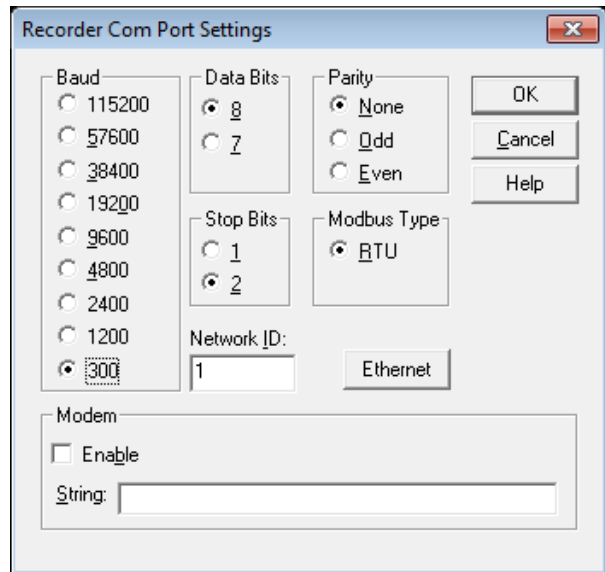 Recorder Com Port Settings
Baud
115200
57600
38400
19200
9600
4800
2400
1200
300
Data Bits
8
7
Stop Bits
1
2
Parity
None
Odd
Even
Modbus Type
RTU
OK
Cancel
Help
Network ID:
1
Ethernet
Modem
Enable
String: